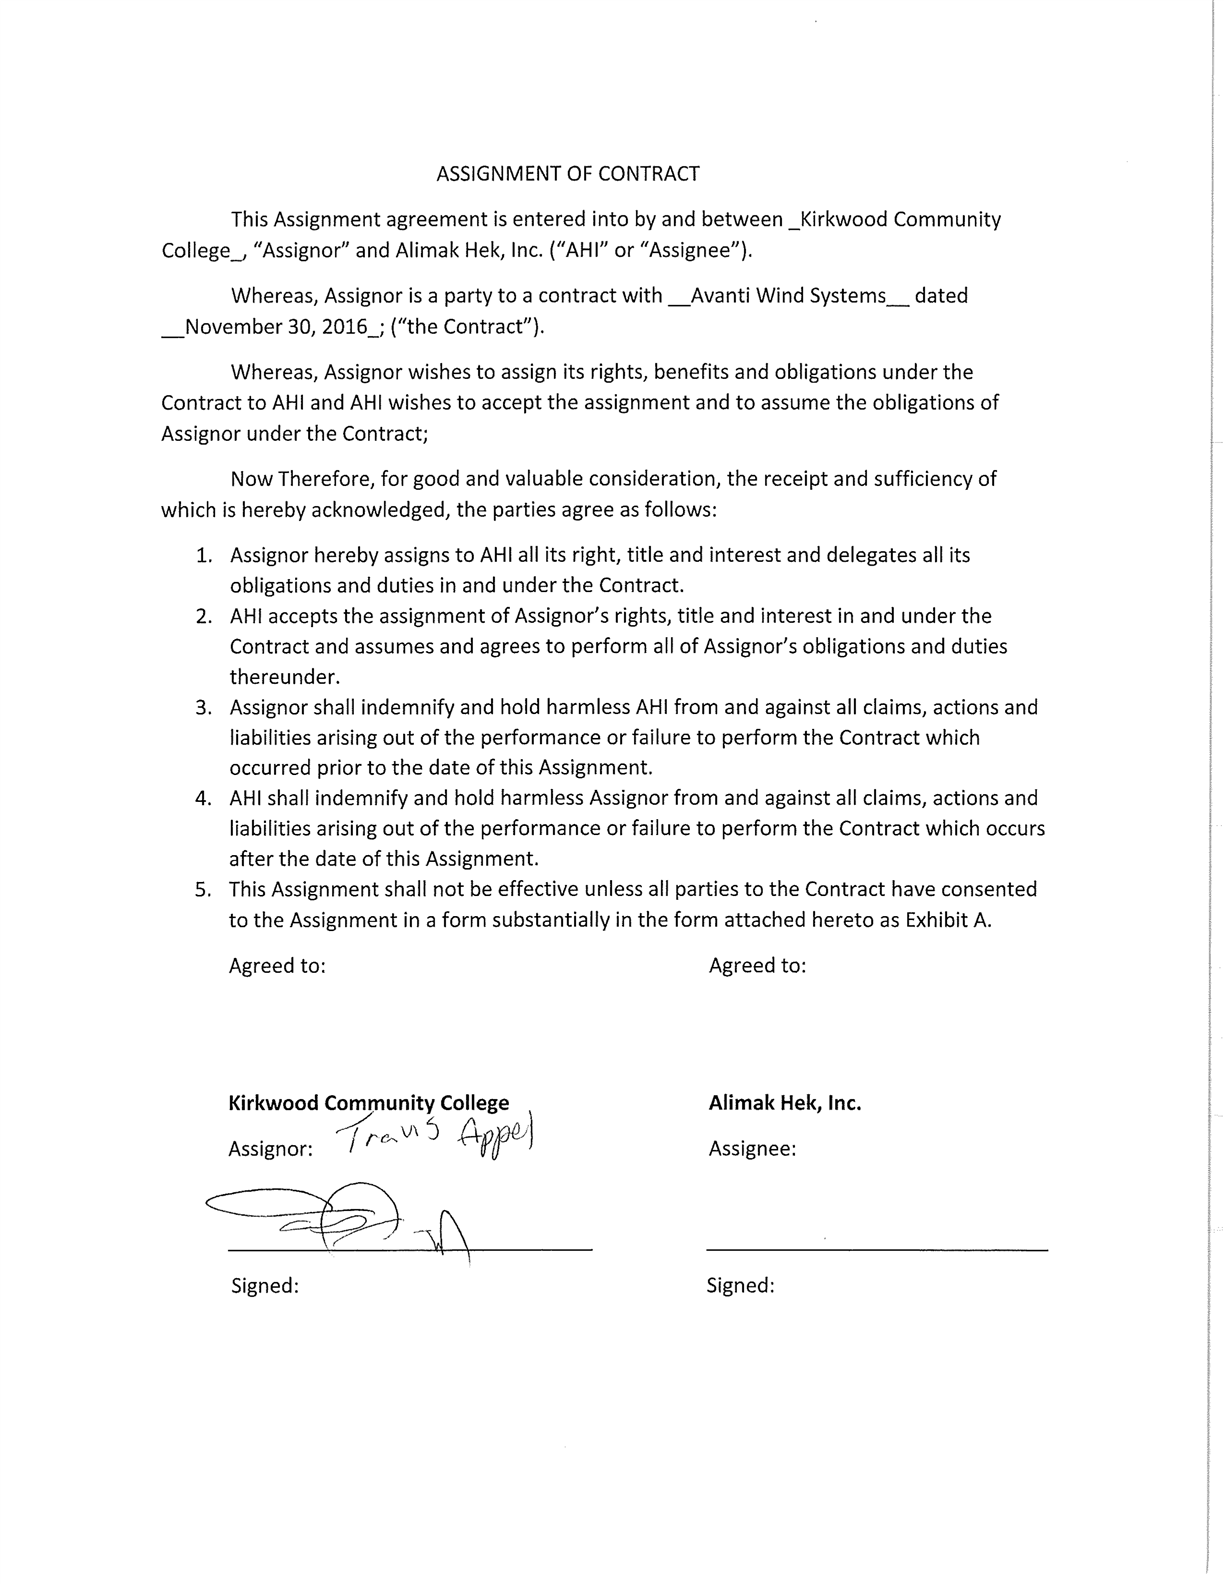 ASSIGNMENT OF CONTRACT
This Assignment agreement is entered into by and between _Kirkwood Community
College_, “Assignor” and Alimak Hek, Inc. (“AHI” or “Assignee”).
Whereas, Assignor is a party to a contract with __Avanti Wind Systems__ dated
__November 30, 2016_; (“the Contract”).
Whereas, Assignor wishes to assign its rights, benefits and obligations under the
Contract to AHI and AHI wishes to accept the assignment and to assume the obligations of
Assignor under the Contract;
Now Therefore, for good and valuable consideration, the receipt and sufficiency of
which is hereby acknowledged, the parties agree as follows:
1. Assignor hereby assigns to AHI all its right, title and interest and delegates all its
obligations and duties in and under the Contract.
2. AHI accepts the assignment of Assignor’s rights, title and interest in and under the
Contract and assumes and agrees to perform all of Assignor’s obligations and duties
thereunder.
3. Assignor shall indemnify and hold harmless AHI from and against all claims, actions and
liabilities arising out of the performance or failure to perform the Contract which
occurred prior to the date of this Assignment.
4. AHI shall indemnify and hold harmless Assignor from and against all claims, actions and
liabilities arising out of the performance or failure to perform the Contract which occurs
after the date of this Assignment.
5. This Assignment shall not be effective unless all parties to the Contract have consented
to the Assignment in a form substantially in the form attached hereto as Exhibit A.
Agreed to: Agreed to:
Kirkwood Community College Alimak Hek, Inc.
Assignor: Travis Appel Assignee:
Signed: Signed: